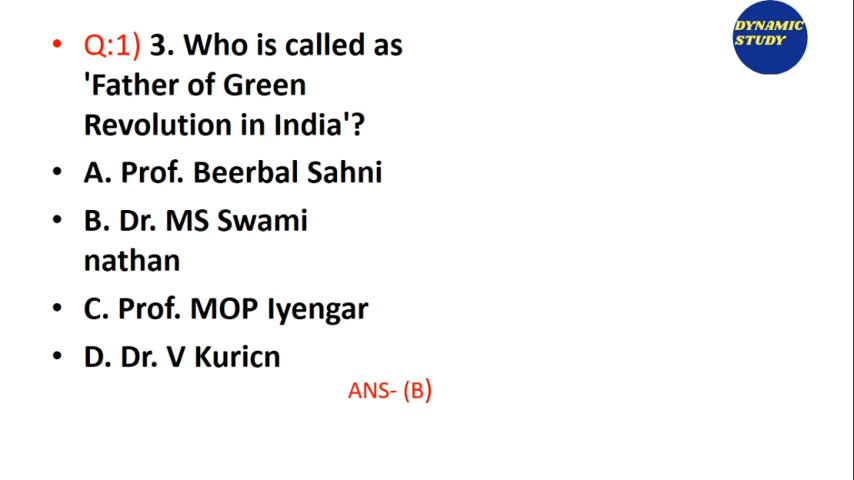 DYNAMIC
STUDY
• Q:1) 3. Who is called as
'Father of Green
Revolution in India'?
• A. Prof. Beerbal Sahni
• B. Dr. MS Swami
nathan
• C. Prof. MOP Iyengar
• D. Dr. V Kuricn
ANS- (B)